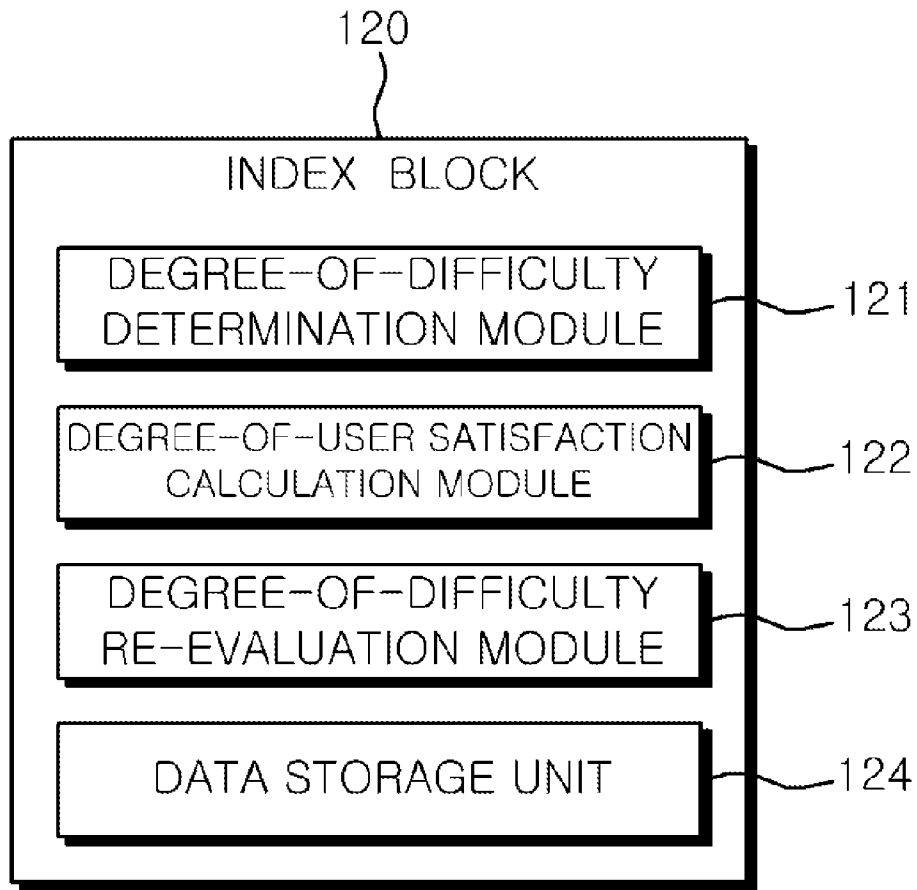 120
INDEX BLOCK
DEGREE-OF-DIFFICULTY
DETERMINATION MODULE
121
DEGREE-OF-USER SATISFACTION
CALCULATION MODULE
122
DEGREE-OF-DIFFICULTY
RE-EVALUATION MODULE
123
DATA STORAGE UNIT
124